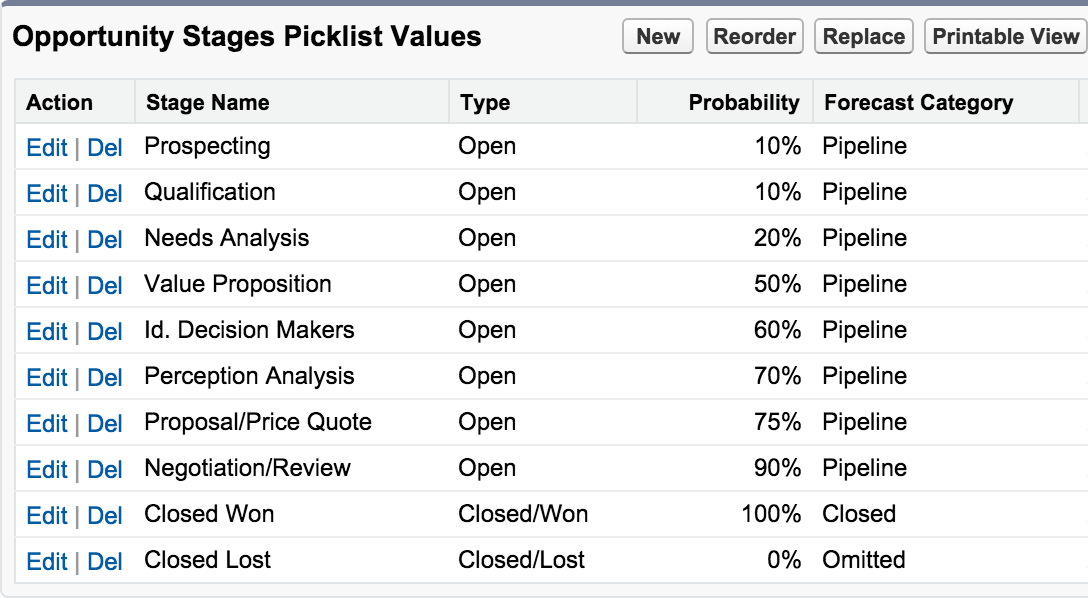 Opportunity Stages Picklist Values New Reorder Replace Printable View
Action Stage Name Type Probability Forecast Category
Edit | Del Prospecting Open 10% Pipeline
Edit | Del Qualification Open 10% Pipeline
Edit | Del Needs Analysis Open 20% Pipeline
Edit | Del Value Proposition Open 50% Pipeline
Edit | Del Id. Decision Makers Open 60% Pipeline
Edit | Del Perception Analysis Open 70% Pipeline
Edit | Del Proposal/Price Quote Open 75% Pipeline
Edit | Del Negotiation/Review Open 90% Pipeline
Edit | Del Closed Won Closed/Won 100% Closed
Edit | Del Closed Lost Closed/Lost 0% Omitted